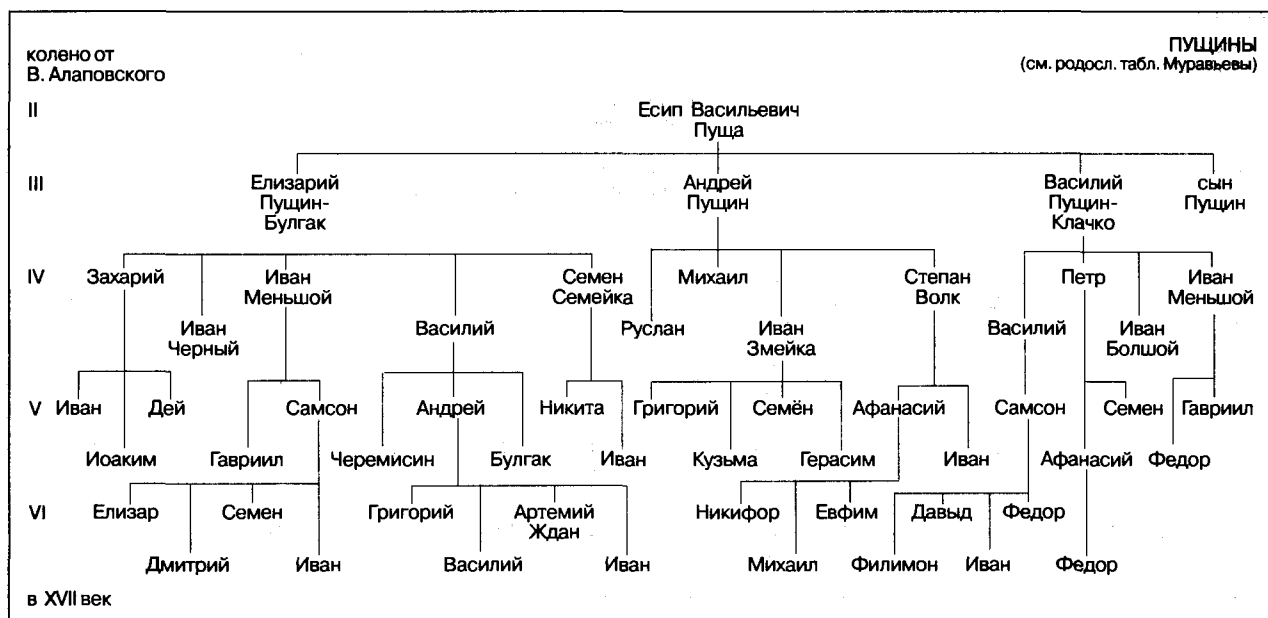 колено от
В. Алаповского
ПУЩИНЫ
(см. родосл. табл. Муравьевы)
II
Есип Васильевич
Пуща
III
Елизарий
Пущин-
Булгак
Андрей
Пущин
Василий
Пущин-
Клачко
сын
Пущин
IV
Захарий
Иван
Меньшой
Семен
Семейка
Михаил
Степан
Волк
Петр
Иван
Меньшой
Иван
Черный
Василий
Руслан
Иван
Змейка
Василий
Иван
Болшой
V
Иван
Дей
Самсон
Андрей
Никита
Григорий
Семён
Афанасий
Самсон
Семен
Гавриил
Иоаким
Гавриил
Черемисин
Булгак
Иван
Кузьма
Герасим
Иван
Афанасий
Федор
VI
Елизар
Семен
Григорий
Артемий
Ждан
Никифор
Евфим
Давыд
Федор
Дмитрий
Иван
Василий
Иван
Михаил
Филимон
Иван
Федор
в XVII век